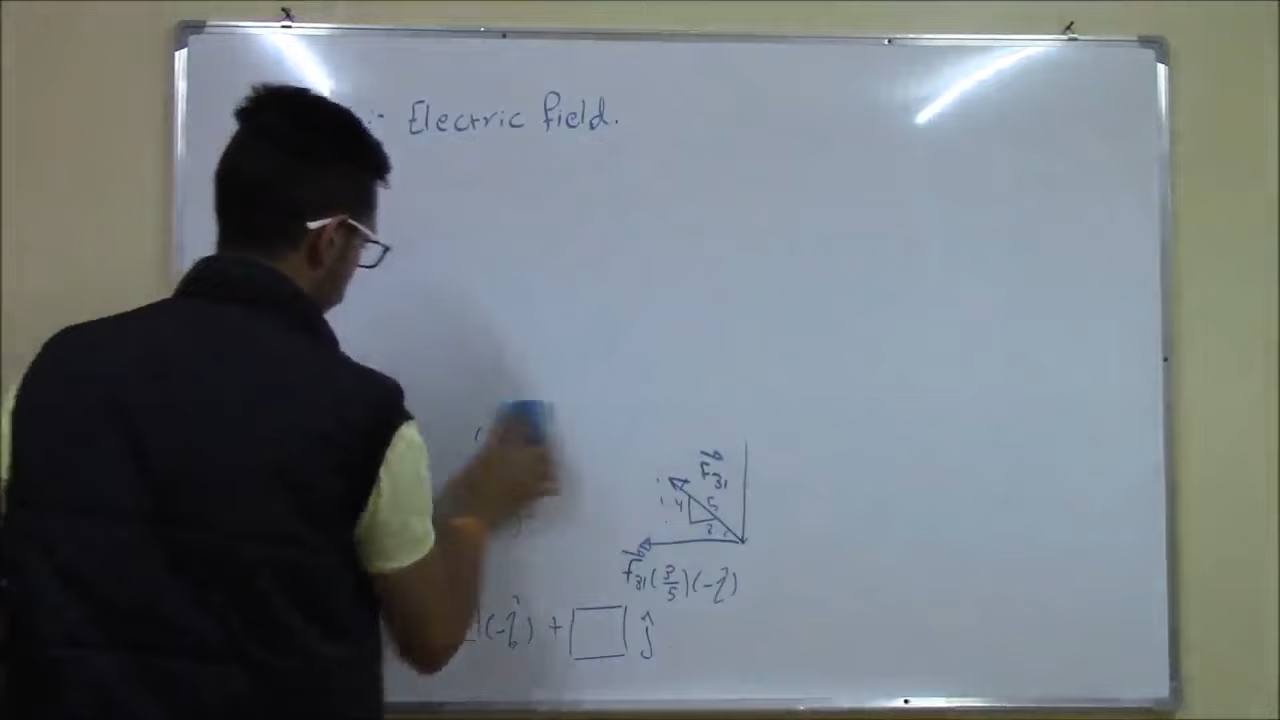 :- Electric field.
F₃₁
4 5
3
F₃₁(3/5)(-î)
(-î) + □ ĵ